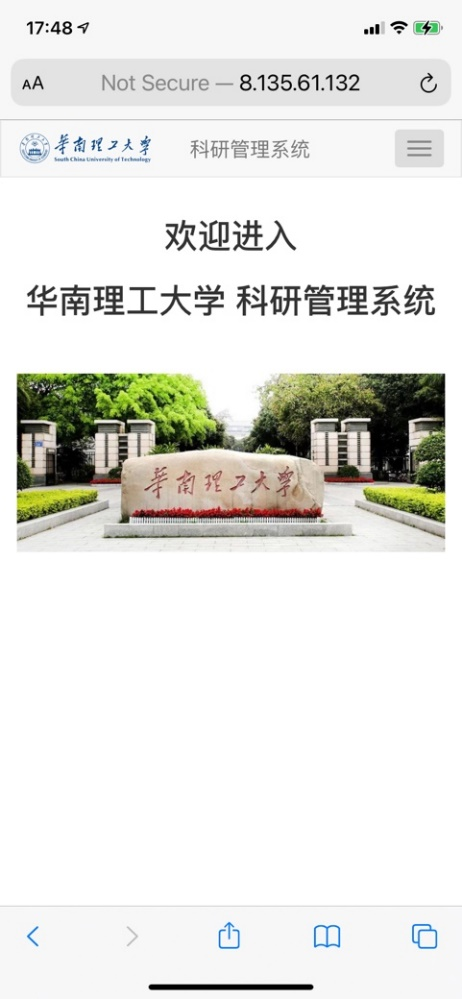 17:48
AA Not Secure — 8.135.61.132
華南理工大学 科研管理系统
South China University of Technology
欢迎进入
华南理工大学 科研管理系统
華南理工大學